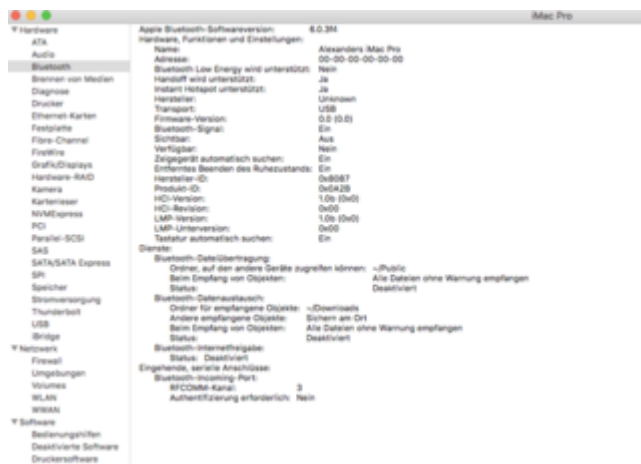 iMac Pro
Hardware
ATA
Audio
Bluetooth
Brennen von Medien
Diagnose
Drucker
Ethernet-Karten
Festplatte
Fibre-Channel
FireWire
Grafik/Displays
Hardware-RAID
Kamera
Kartenleser
NVMExpress
PCI
Parallel-SCSI
SAS
SATA/SATA Express
SPI
Speicher
Stromversorgung
Thunderbolt
USB
iBridge
Netzwerk
Firewall
Umgebungen
Volumes
WLAN
WWAN
Software
Bedienungshilfen
Deaktivierte Software
Druckersoftware
Apple Bluetooth-Softwareversion: 6.0.3f4
Hardware, Funktionen und Einstellungen:
Name: Alexanders iMac Pro
Adresse: 00-00-00-00-00-00
Bluetooth Low Energy wird unterstützt: Nein
Handoff wird unterstützt: Ja
Instant Hotspot unterstützt: Ja
Hersteller: Unknown
Transport: USB
Firmware-Version: 0.0 (0.0)
Bluetooth-Signal: Ein
Sichtbar: Aus
Verfügbar: Nein
Zeigegerät automatisch suchen: Ein
Entferntes Beenden des Ruhezustands: Ein
Hersteller-ID: 0x8087
Produkt-ID: 0x0A2B
HCI-Version: 1.0b (0x0)
HCI-Revision: 0x00
LMP-Version: 1.0b (0x0)
LMP-Unterversion: 0x00
Tastatur automatisch suchen: Ein
Dienste:
Bluetooth-Dateiübertragung:
Ordner, auf den andere Geräte zugreifen können: ~/Public
Beim Empfang von Objekten: Alle Dateien ohne Warnung empfangen
Status: Deaktiviert
Bluetooth-Datenaustausch:
Ordner für empfangene Objekte: ~/Downloads
Andere empfangene Objekte: Sichern am Ort
Beim Empfang von Objekten: Alle Dateien ohne Warnung empfangen
Status: Deaktiviert
Bluetooth-Internetfreigabe:
Status: Deaktiviert
Eingehende, serielle Anschlüsse:
Bluetooth-Incoming-Port:
RFCOMM-Kanal: 3
Authentifizierung erforderlich: Nein